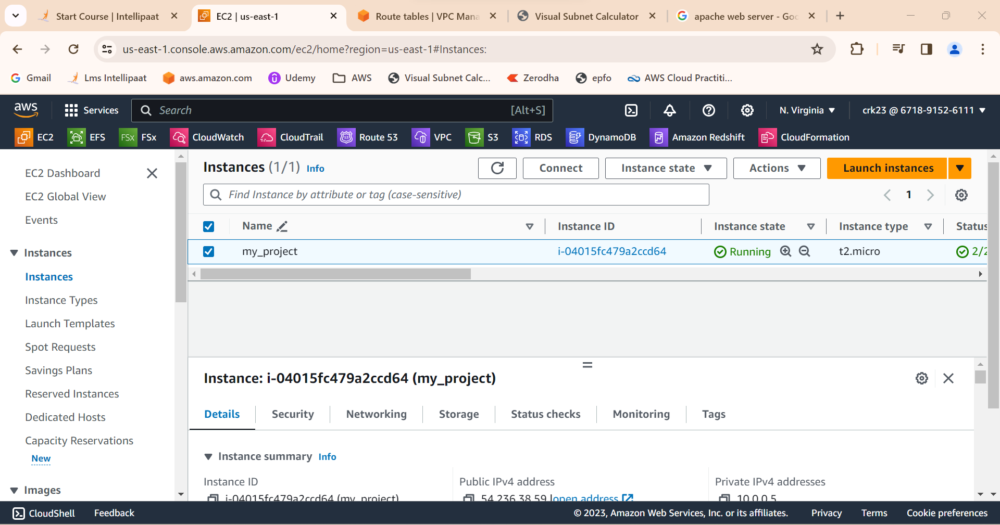 Start Course | Intellipaat
EC2 | us-east-1
Route tables | VPC Mana
Visual Subnet Calculator
apache web server - Goo
us-east-1.console.aws.amazon.com/ec2/home?region=us-east-1#Instances:
Gmail
Lms Intellipaat
aws.amazon.com
Udemy
AWS
Visual Subnet Calc...
Zerodha
epfo
AWS Cloud Practiti...
aws
Services
Search
[Alt+S]
N. Virginia
crk23 @ 6718-9152-6111
EC2
EFS
FSx
FSx
CloudWatch
CloudTrail
53
Route 53
VPC
S3
RDS
DynamoDB
Amazon Redshift
CloudFormation
EC2 Dashboard
EC2 Global View
Events
Instances
Instances
Instance Types
Launch Templates
Spot Requests
Savings Plans
Reserved Instances
Dedicated Hosts
Capacity Reservations
New
Images
Instances (1/1) Info
Connect
Instance state
Actions
Launch instances
Find Instance by attribute or tag (case-sensitive)
1
Name
Instance ID
Instance state
Instance type
Status
my_project
i-04015fc479a2ccd64
Running
t2.micro
2/2
Instance: i-04015fc479a2ccd64 (my_project)
Details
Security
Networking
Storage
Status checks
Monitoring
Tags
Instance summary Info
Instance ID
i-04015fc479a2ccd64 (my_project)
Public IPv4 address
54.236.38.59 |open address
Private IPv4 addresses
10.0.0.5
CloudShell
Feedback
© 2023, Amazon Web Services, Inc. or its affiliates.
Privacy
Terms
Cookie preferences